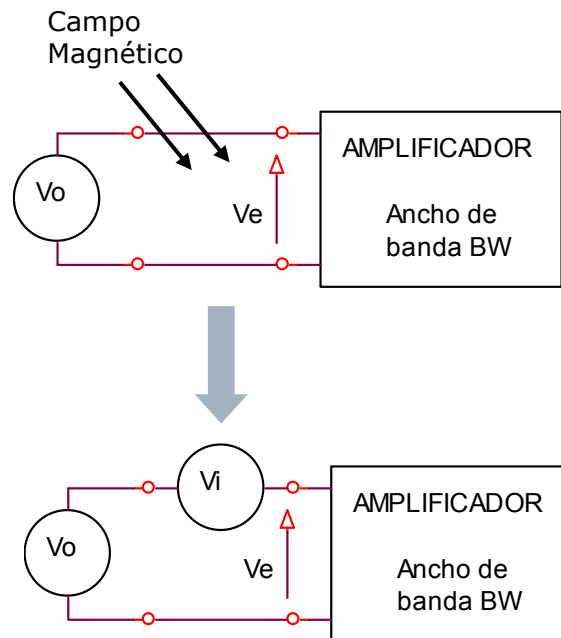 Campo
Magnético
Vo
Ve
AMPLIFICADOR
Ancho de
banda BW
Vi
Vo
Ve
AMPLIFICADOR
Ancho de
banda BW